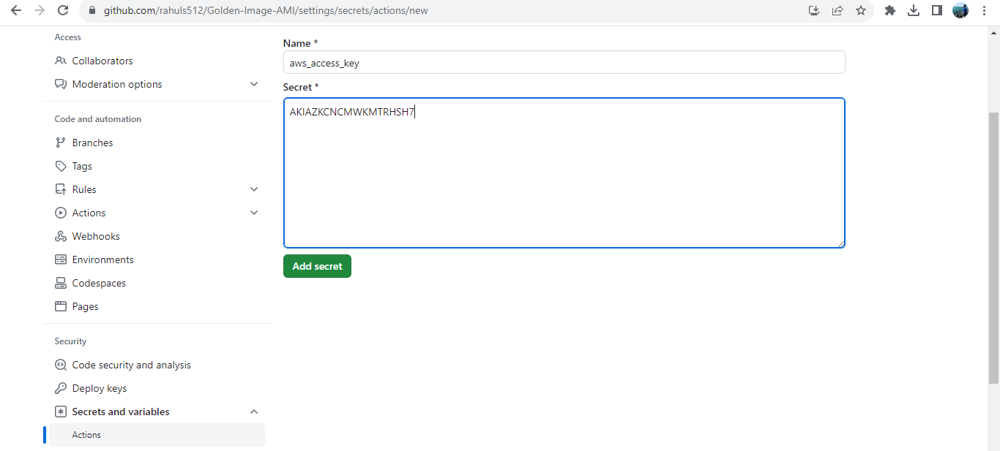 github.com/rahuls512/Golden-Image-AMI/settings/secrets/actions/new
Access
Collaborators
Moderation options
Code and automation
Branches
Tags
Rules
Actions
Webhooks
Environments
Codespaces
Pages
Security
Code security and analysis
Deploy keys
Secrets and variables
Actions
Name *
aws_access_key
Secret *
AKIAZKCNCMWKMTRHSH7
Add secret